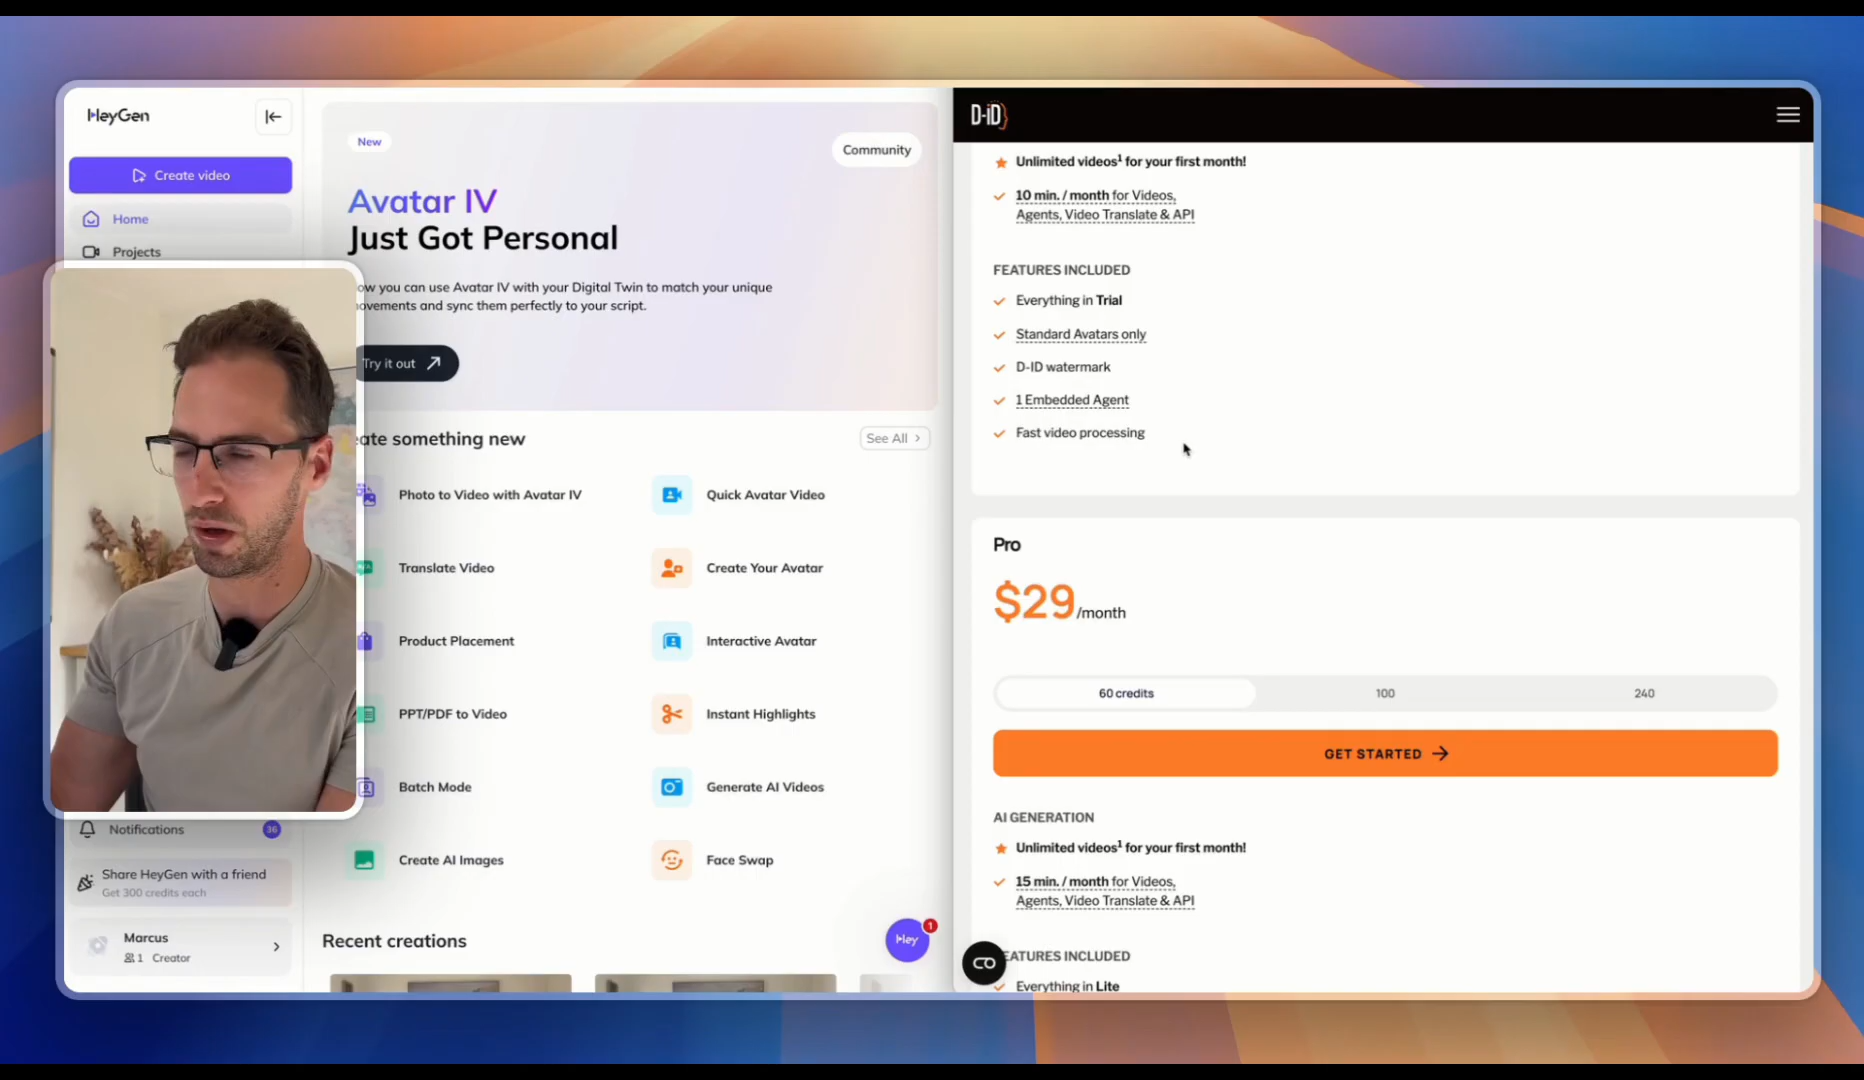 HeyGen
Create video
Home
Projects
Notifications
36
Share HeyGen with a friend
Get 300 credits each
Marcus
1 Creator
New
Community
Avatar IV
Just Got Personal
ow you can use Avatar IV with your Digital Twin to match your unique
ovements and sync them perfectly to your script.
Try it out
ate something new
See All
Photo to Video with Avatar IV
Quick Avatar Video
Translate Video
Create Your Avatar
Product Placement
Interactive Avatar
PPT/PDF to Video
Instant Highlights
Batch Mode
Generate AI Videos
Create AI Images
Face Swap
Recent creations
Hey
1
D-iD
Unlimited videos¹ for your first month!
10 min. / month for Videos,
Agents, Video Translate & API
FEATURES INCLUDED
Everything in Trial
Standard Avatars only
D-ID watermark
1 Embedded Agent
Fast video processing
Pro
$29/month
60 credits
100
240
GET STARTED
AI GENERATION
Unlimited videos¹ for your first month!
15 min. / month for Videos,
Agents, Video Translate & API
EATURES INCLUDED
Everything in Lite